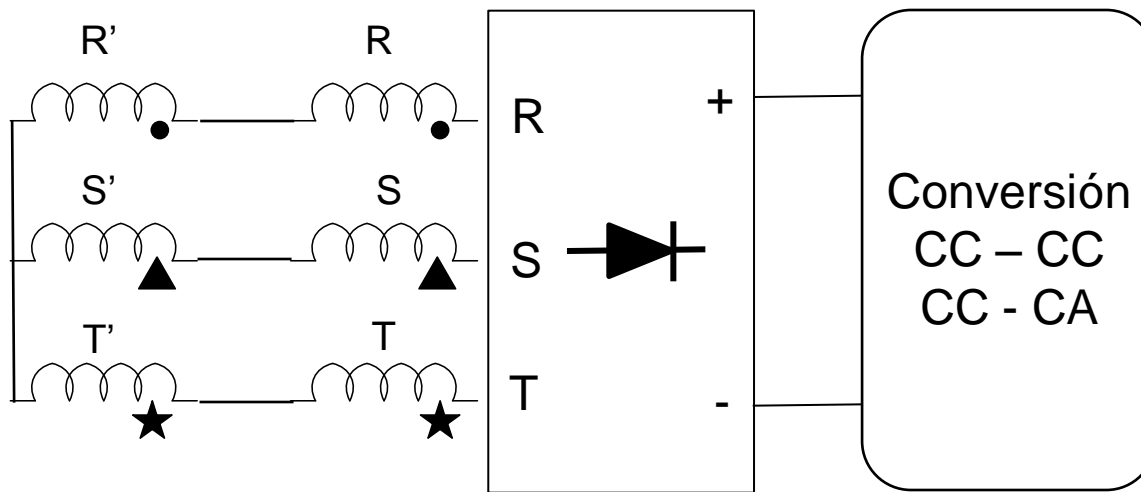 R’ R
R +
S’ S
S
T’ T
T -
Conversión
CC – CC
CC - CA